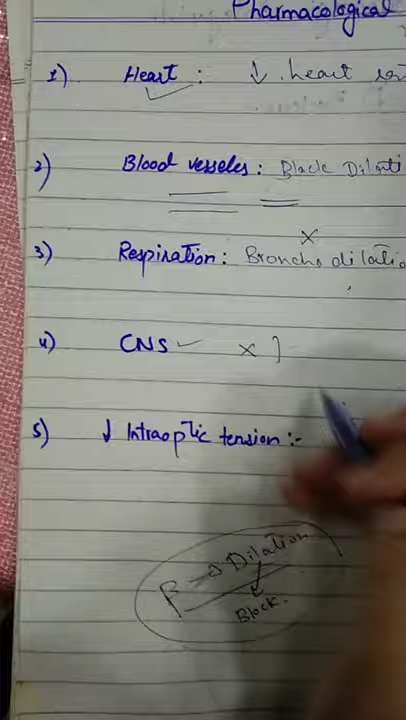 Pharmacological
1) Heart : ↓ heart
2) Blood vesseles : Block Dilati
3) Respiration : Broncho dilatio
4) CNS ✓ x ]
5) ↓ Intraoptic tension :-
β → Dilation
Block.